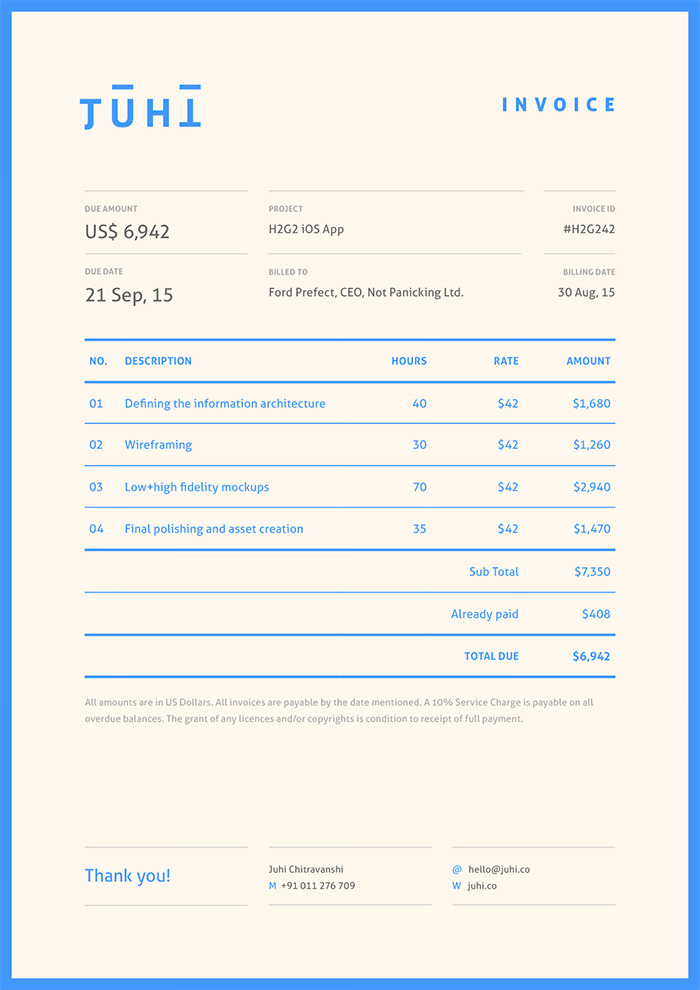 JŪHĪ
INVOICE
DUE AMOUNT
US$ 6,942
PROJECT
H2G2 iOS App
INVOICE ID
#H2G242
DUE DATE
21 Sep, 15
BILLED TO
Ford Prefect, CEO, Not Panicking Ltd.
BILLING DATE
30 Aug, 15
NO. DESCRIPTION HOURS RATE AMOUNT
01 Defining the information architecture 40 $42 $1,680
02 Wireframing 30 $42 $1,260
03 Low+high fidelity mockups 70 $42 $2,940
04 Final polishing and asset creation 35 $42 $1,470
Sub Total $7,350
Already paid $408
TOTAL DUE $6,942
All amounts are in US Dollars. All invoices are payable by the date mentioned. A 10% Service Charge is payable on all
overdue balances. The grant of any licences and/or copyrights is condition to receipt of full payment.
Thank you!
Juhi Chitravanshi
M +91 011 276 709
@ hello@juhi.co
W juhi.co